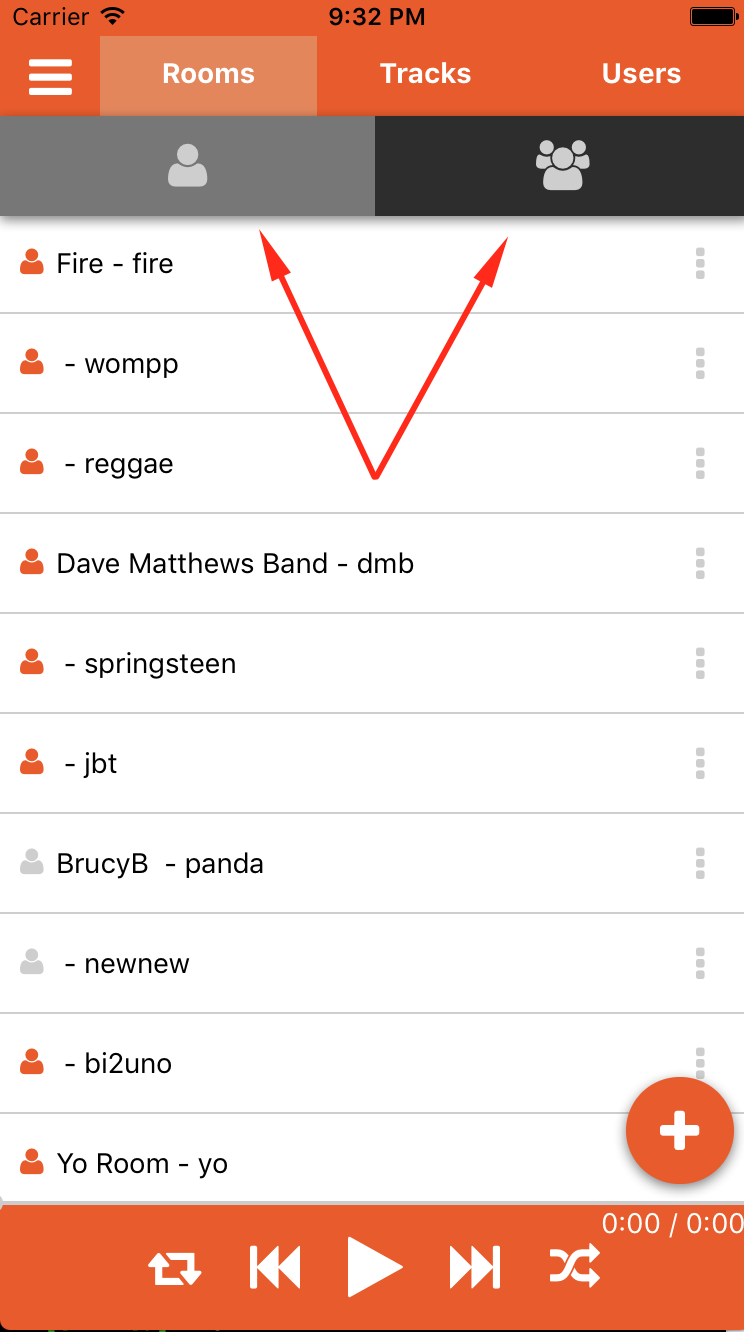 Carrier 9:32 PM
Rooms Tracks Users
Fire - fire
- wompp
- reggae
Dave Matthews Band - dmb
- springsteen
- jbt
BrucyB - panda
- newnew
- bi2uno
Yo Room - yo
0:00 / 0:00